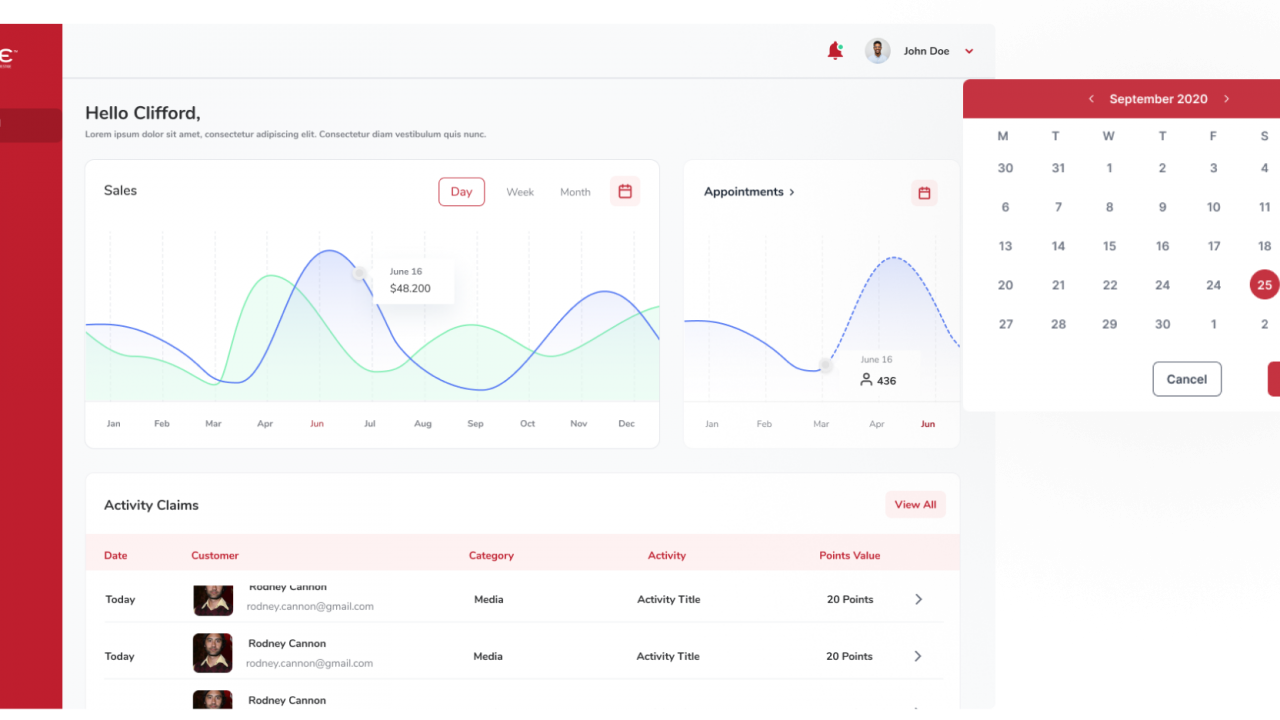 John Doe
Hello Clifford,
Lorem ipsum dolor sit amet, consectetur adipiscing elit. Consectetur diam vestibulum quis nunc.
Sales
Day Week Month
June 16
$48.200
Jan Feb Mar Apr Jun Jul Aug Sep Oct Nov Dec
Appointments >
June 16
436
Jan Feb Mar Apr Jun
< September 2020 >
M T W T F S
30 31 1 2 3 4
6 7 8 9 10 11
13 14 15 16 17 18
20 21 22 24 24 25
27 28 29 30 1 2
Cancel
Activity Claims
View All
Date Customer Category Activity Points Value
Today Rodney Cannon Media Activity Title 20 Points
rodney.cannon@gmail.com
Today Rodney Cannon Media Activity Title 20 Points
rodney.cannon@gmail.com
Rodney Cannon